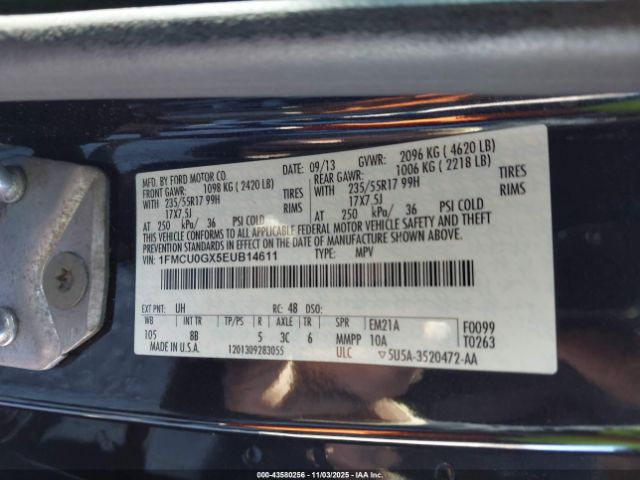 MFD. BY FORD MOTOR CO.
09/13 GVWR: 2096 KG ( 4620 LB)
FRONT GAWR: 1098 KG ( 2420 LB) REAR GAWR: 1006 KG ( 2218 LB)
WITH 235/55R17 99H TIRES WITH 235/55R17 99H TIRES
17X7.5J RIMS 17X7.5J RIMS
AT 250 kPa/ 36 PSI COLD AT 250 kPa/ 36 PSI COLD
THIS VEHICLE CONFORMS TO ALL APPLICABLE FEDERAL MOTOR VEHICLE SAFETY AND THEFT
PREVENTION STANDARDS IN EFFECT ON THE DATE OF MANUFACTURE SHOWN ABOVE.
VIN: 1FMCU0GX5EUB14611 TYPE: MPV
EXT PNT: UH RC: 48 DSO:
WB INT TR TP/PS R AXLE TR SPR EM21A F0099
105 8B 5 3C 6 MMPP 10A T0263
MADE IN U.S.A. 1201309283055 ULC ▽5U5A-3520472-AA
000-43580256 - 11/03/2025 - IAAI.COM